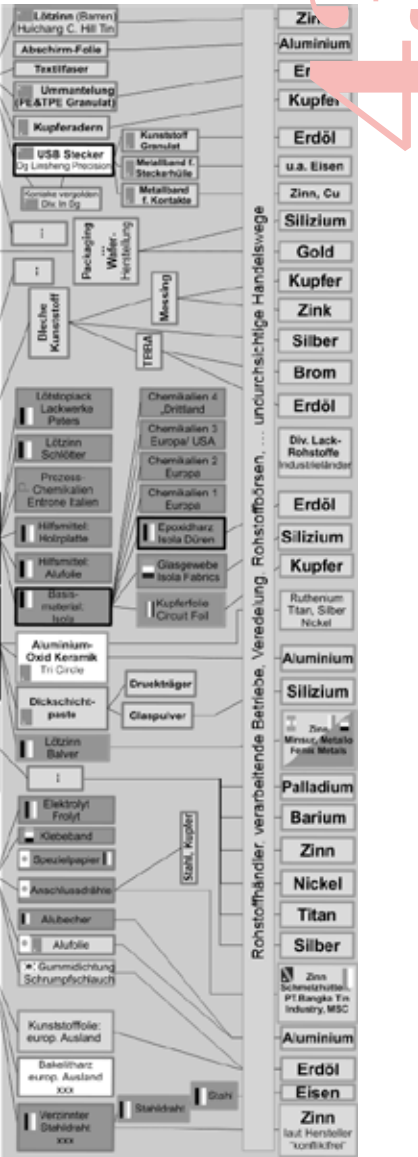 Lötzinn (Barren)
Huichang C. Hill Tin
Abschirm-Folie
Textilfaser
Ummantelung
(PE&TPE Granulat)
Kupferadern
USB Stecker
Dg Linsheng Precision
Kontake vergolden
Div. In Dg
Kunststoff
Granulat
Metallband f.
Steckerhülle
Metallband
f. Kontakte
Packaging
...
Wafer-
Herstellung
Bleche
Kunststoff
Messing
TBBA
Lötstoplack
Lackwerke
Peters
Lötzinn
Schlötter
Prozess-
Chemikalien
Entrone Italien
Hilfsmittel:
Holzplatte
Hilfsmittel:
Alufolie
Basis-
material:
Isola
Chemikalien 4
„Drittland
Chemikalien 3
Europa/ USA
Chemikalien 2
Europa
Chemikalien 1
Europa
Epoxidharz
Isola Düren
Glasgewebe
Isola Fabrics
Kupferfolie
Circuit Foil
Aluminium-
Oxid Keramik
Tri Circle
Dickschicht-
paste
Druckträger
Glaspulver
Lötzinn
Balver
Elektrolyt
Frolyt
Klebeband
Spezielpapier
Anschlussdrähte
Stahl, Kupfer
Alubecher
Alufolie
Gummidichtung
Schrumpfschlauch
Kunststofffolie:
europ. Ausland
Bakelitharz
europ. Ausland
xxx
Verzinnter
Stahldraht
xxx
Stahldraht
Stahl
Rohstoffhändler, verarbeitende Betriebe, Veredelung, Rohstoffbörsen, ... undurchsichtige Handelswege
Zinn
Aluminium
Kupfer
Erdöl
u.a. Eisen
Zinn, Cu
Silizium
Gold
Kupfer
Zink
Silber
Brom
Erdöl
Div. Lack-
Rohstoffe
Industrieländer
Erdöl
Silizium
Kupfer
Ruthenium
Titan, Silber
Nickel
Aluminium
Silizium
Zinn
Minsur, Metallo
Fenix Metals
Palladium
Barium
Zinn
Nickel
Titan
Silber
Zinn
Schmelzhütte
PT.Bangka Tin
Industry, MSC
Aluminium
Erdöl
Eisen
Zinn
laut Hersteller
"konfliktfrei"